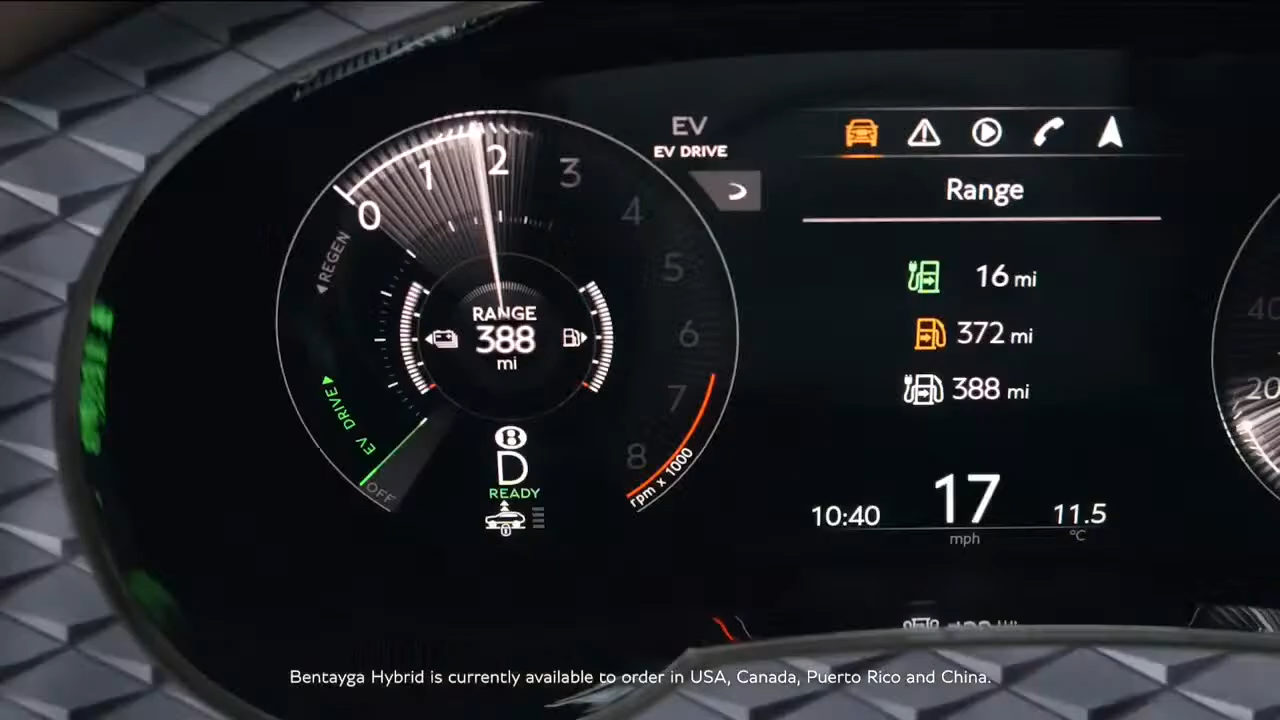 EV
EV DRIVE
Range
0
1
2
3
4
5
6
7
8
rpm x 1000
REGEN
EV DRIVE
OFF
RANGE
388
mi
B
D
READY
16 mi
372 mi
388 mi
10:40
17
mph
11.5
°C
40
20
Bentayga Hybrid is currently available to order in USA, Canada, Puerto Rico and China.